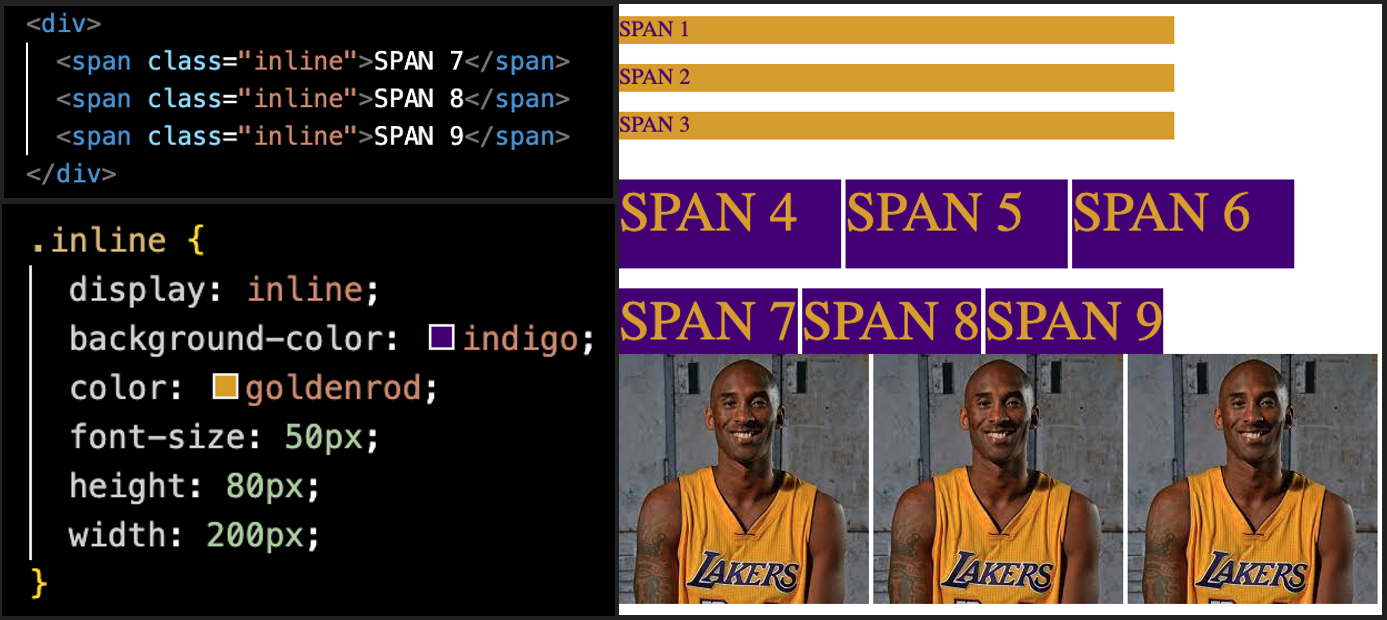 <div>
<span class="inline">SPAN 7</span>
<span class="inline">SPAN 8</span>
<span class="inline">SPAN 9</span>
</div>
.inline {
display: inline;
background-color: indigo;
color: goldenrod;
font-size: 50px;
height: 80px;
width: 200px;
}
SPAN 1
SPAN 2
SPAN 3
SPAN 4 SPAN 5 SPAN 6
SPAN 7 SPAN 8 SPAN 9
LAKERS LAKERS LAKERS